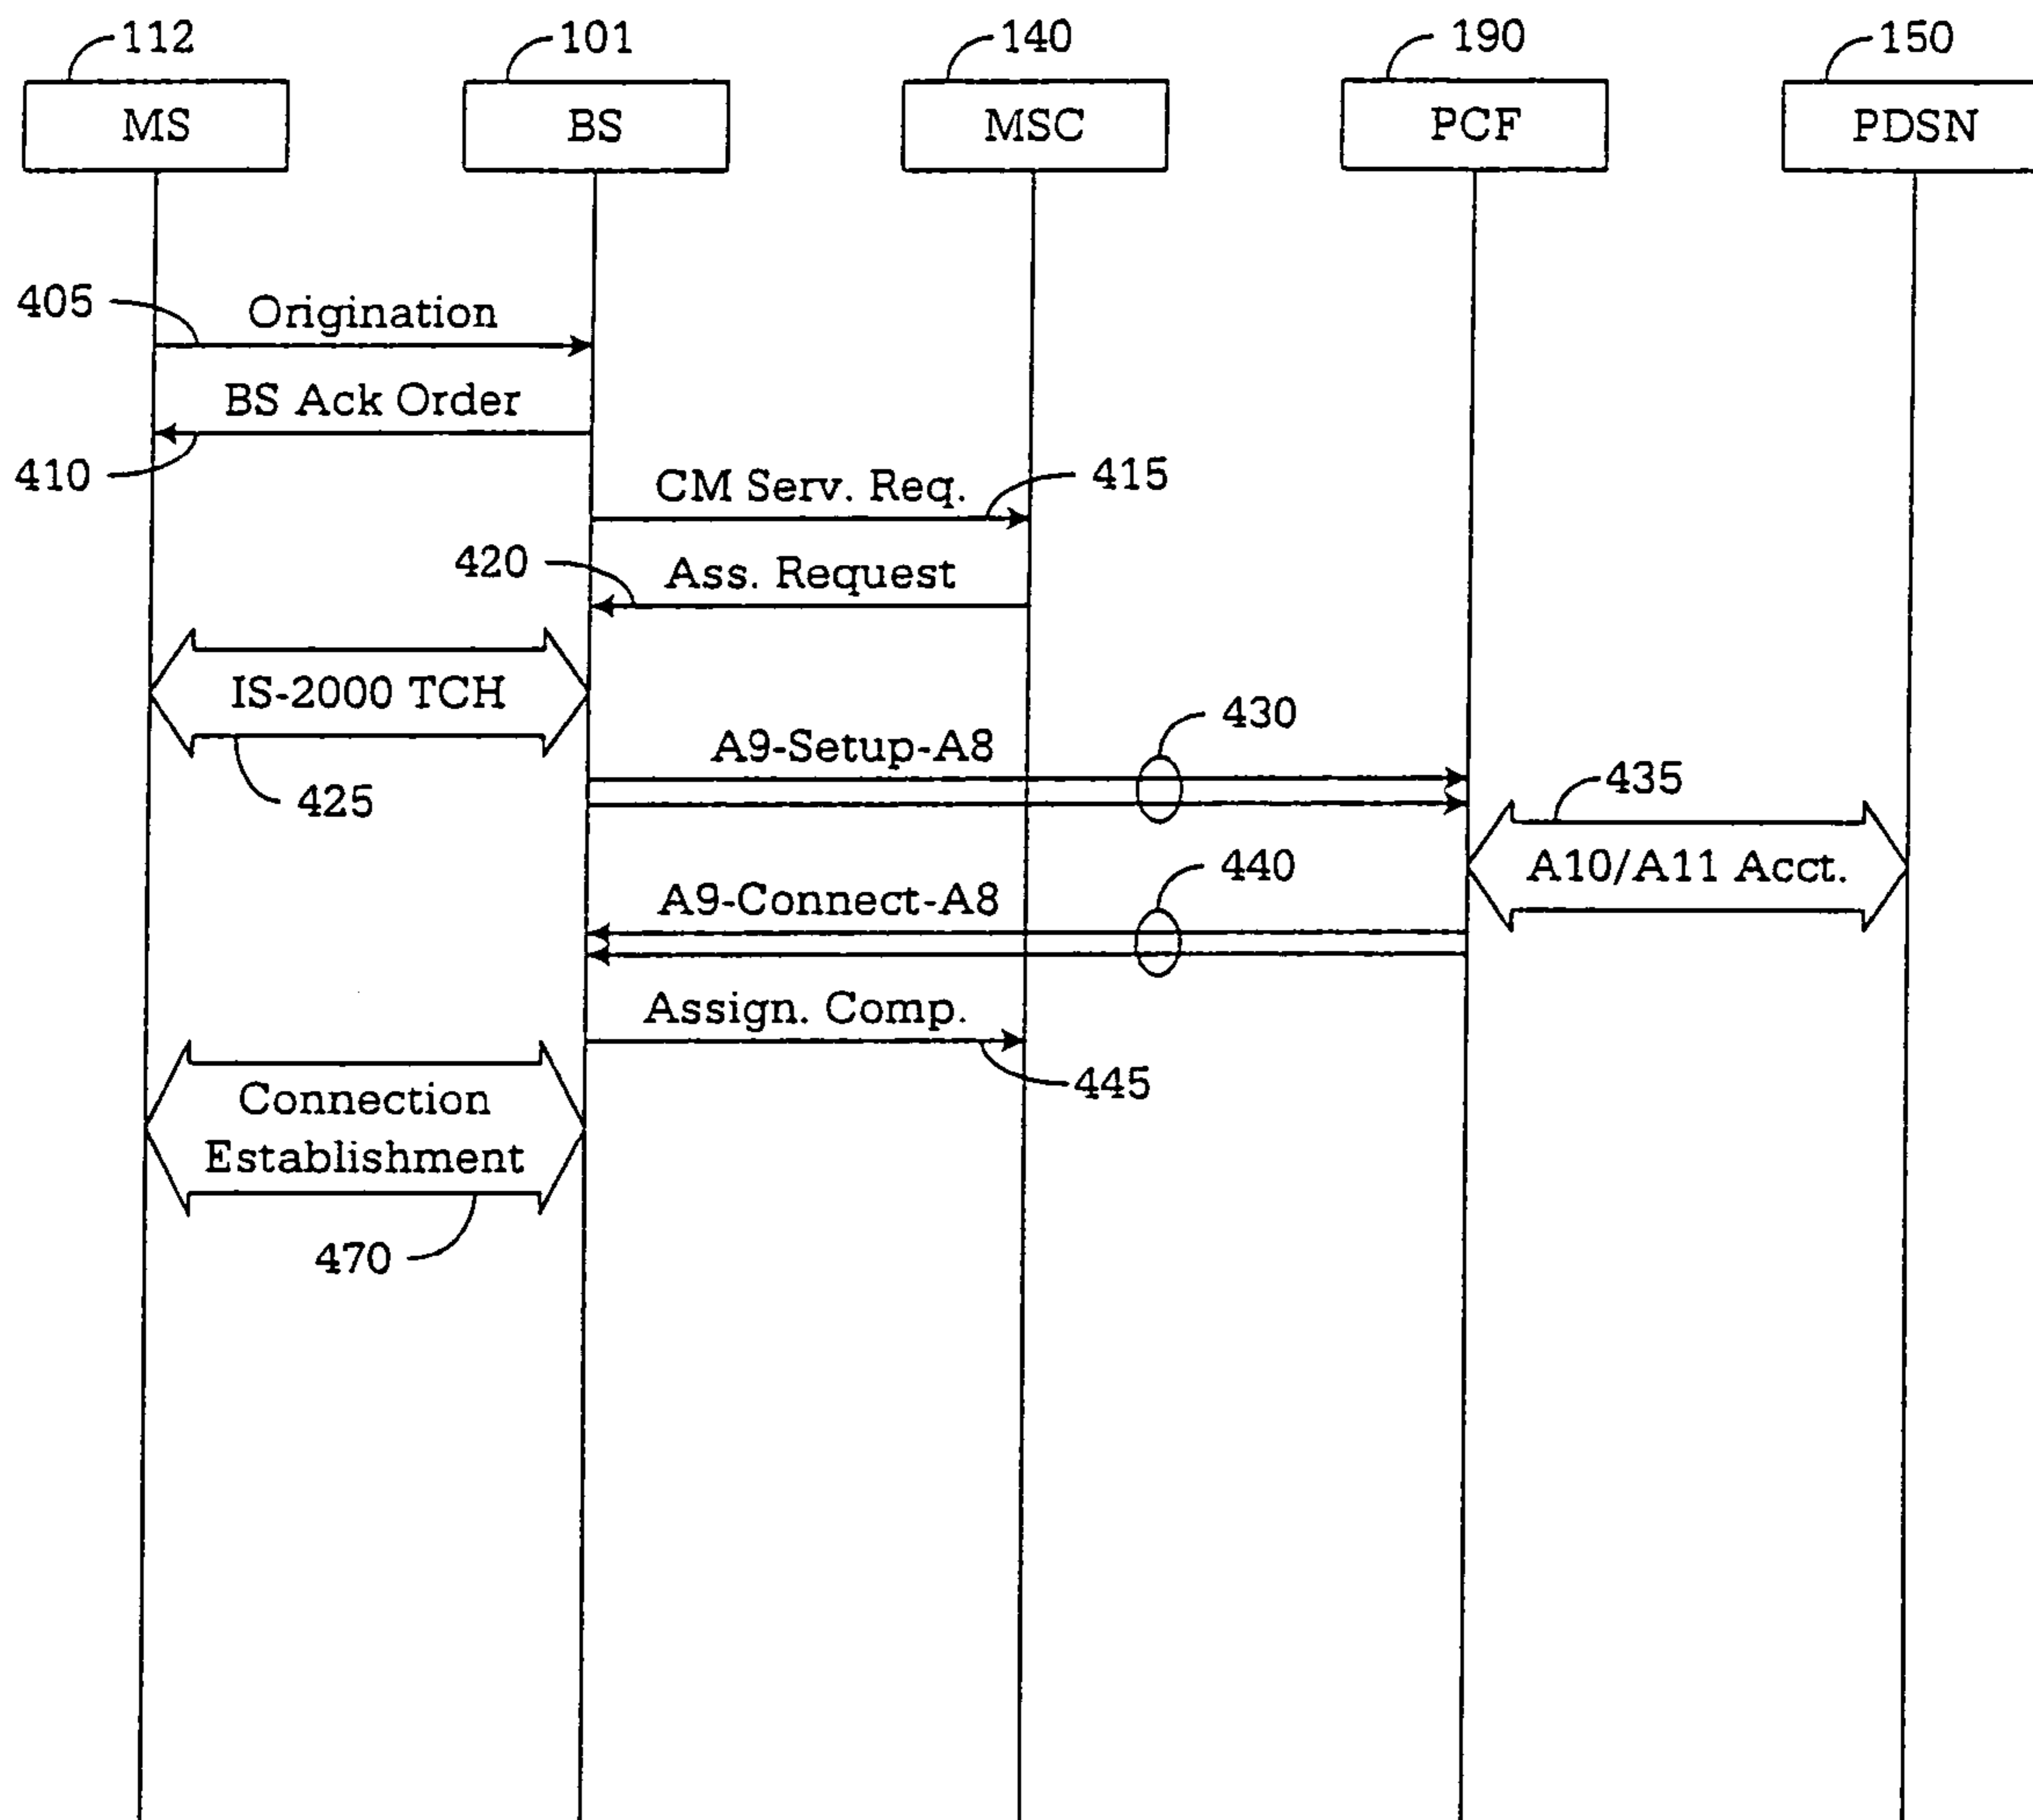 112
101
140
190
150
MS
BS
MSC
PCF
PDSN
405
Origination
BS Ack Order
410
CM Serv. Req.
415
420
Ass. Request
IS-2000 TCH
425
A9-Setup-A8
430
435
A10/A11 Acct.
A9-Connect-A8
440
Assign. Comp.
445
Connection
Establishment
470